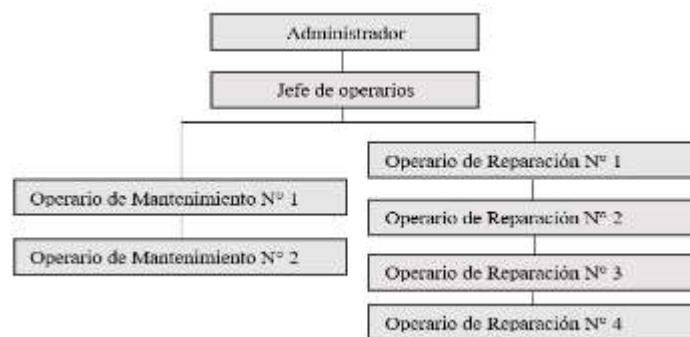 Administrador
Jefe de operarios
Operario de Mantenimiento N° 1
Operario de Mantenimiento N° 2
Operario de Reparación N° 1
Operario de Reparación N° 2
Operario de Reparación N° 3
Operario de Reparación N° 4